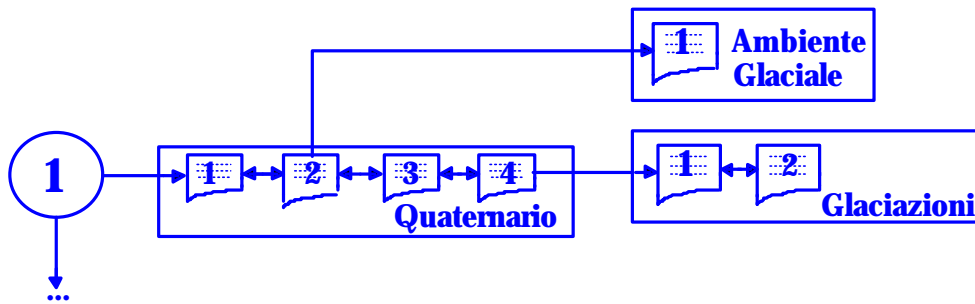 1 Ambiente
Glaciale
1
1 2 3 4
Quaternario
1 2
Glaciazioni
...